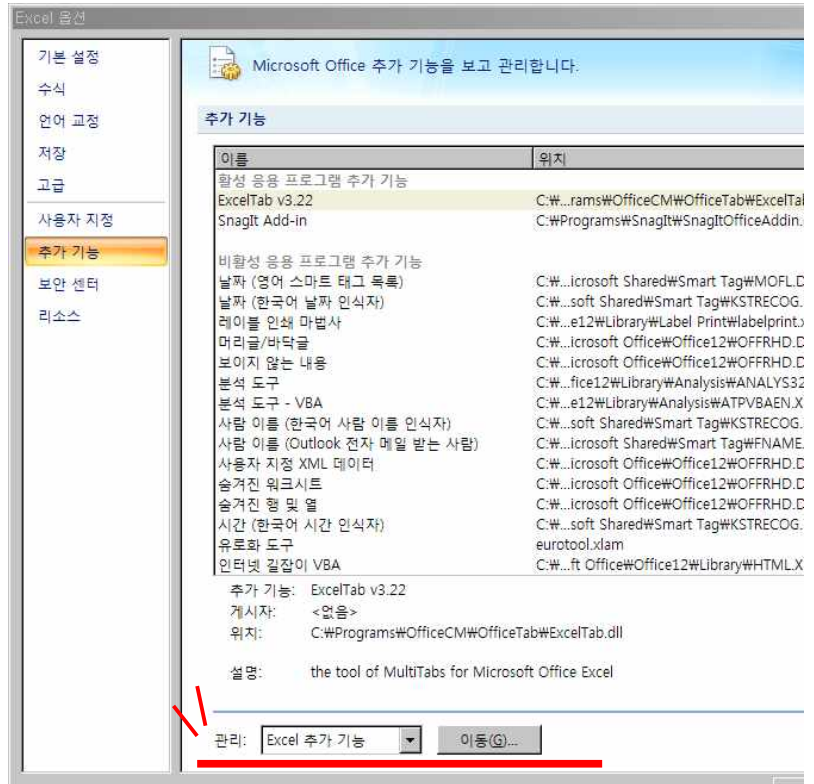 Excel 옵션
기본 설정
수식
언어 교정
저장
고급
사용자 지정
추가 기능
보안 센터
리소스
Microsoft Office 추가 기능을 보고 관리합니다.
추가 기능
이름 위치
활성 응용 프로그램 추가 기능
ExcelTab v3.22 C:₩...rams₩OfficeCM₩OfficeTab₩ExcelTal
SnagIt Add-in C:₩Programs₩SnagIt₩SnagItOfficeAddin.
비활성 응용 프로그램 추가 기능
날짜 (영어 스마트 태그 목록) C:₩...icrosoft Shared₩Smart Tag₩MOFL.D
날짜 (한국어 날짜 인식자) C:₩...soft Shared₩Smart Tag₩KSTRECOG.
레이블 인쇄 마법사 C:₩...e12₩Library₩Label Print₩labelprint.x
머리글/바닥글 C:₩...icrosoft Office₩Office12₩OFFRHD.D
보이지 않는 내용 C:₩...icrosoft Office₩Office12₩OFFRHD.D
분석 도구 C:₩...fice12₩Library₩Analysis₩ANALYS32
분석 도구 - VBA C:₩...e12₩Library₩Analysis₩ATPVBAEN.X
사람 이름 (한국어 사람 이름 인식자) C:₩...soft Shared₩Smart Tag₩KSTRECOG.
사람 이름 (Outlook 전자 메일 받는 사람) C:₩...icrosoft Shared₩Smart Tag₩FNAME.
사용자 지정 XML 데이터 C:₩...icrosoft Office₩Office12₩OFFRHD.D
숨겨진 워크시트 C:₩...icrosoft Office₩Office12₩OFFRHD.D
숨겨진 행 및 열 C:₩...icrosoft Office₩Office12₩OFFRHD.D
시간 (한국어 시간 인식자) C:₩...soft Shared₩Smart Tag₩KSTRECOG.
유로화 도구 eurotool.xlam
인터넷 길잡이 VBA C:₩...ft Office₩Office12₩Library₩HTML.X
추가 기능: ExcelTab v3.22
게시자: <없음>
위치: C:₩Programs₩OfficeCM₩OfficeTab₩ExcelTab.dll
설명: the tool of MultiTabs for Microsoft Office Excel
관리: Excel 추가 기능 이동(G)...